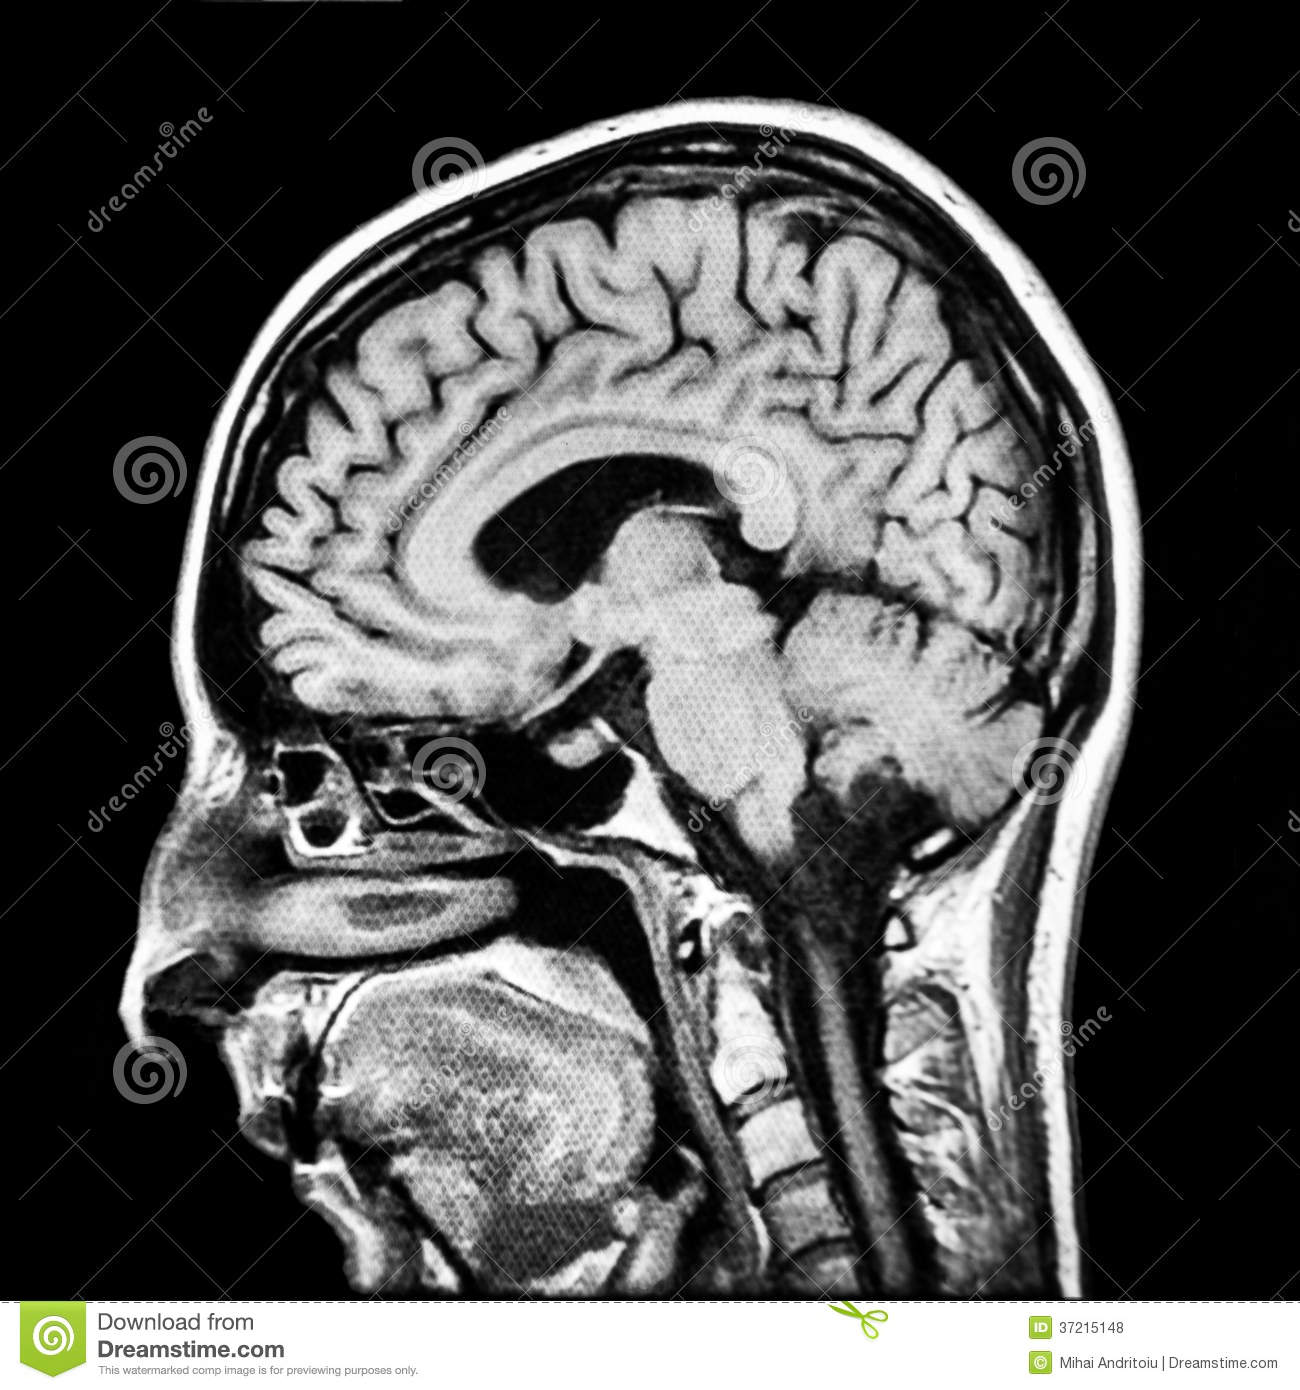 dreamstime
dreamstime
dreamstime
dreamstime
dreamstime
dreamstime
dreamstime
dreamstime
dreamstime
Download from
Dreamstime.com
This watermarked comp image is for previewing purposes only.
ID 37215148
© Mihai Andritoiu | Dreamstime.com